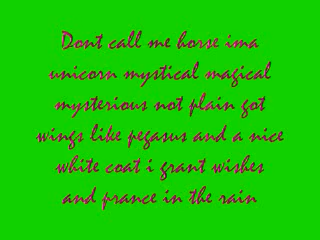 Dont call me horse ima
unicorn mystical magical
mysterious not plain got
wings like pegasus and a nice
white coat i grant wishes
and prance in the rain